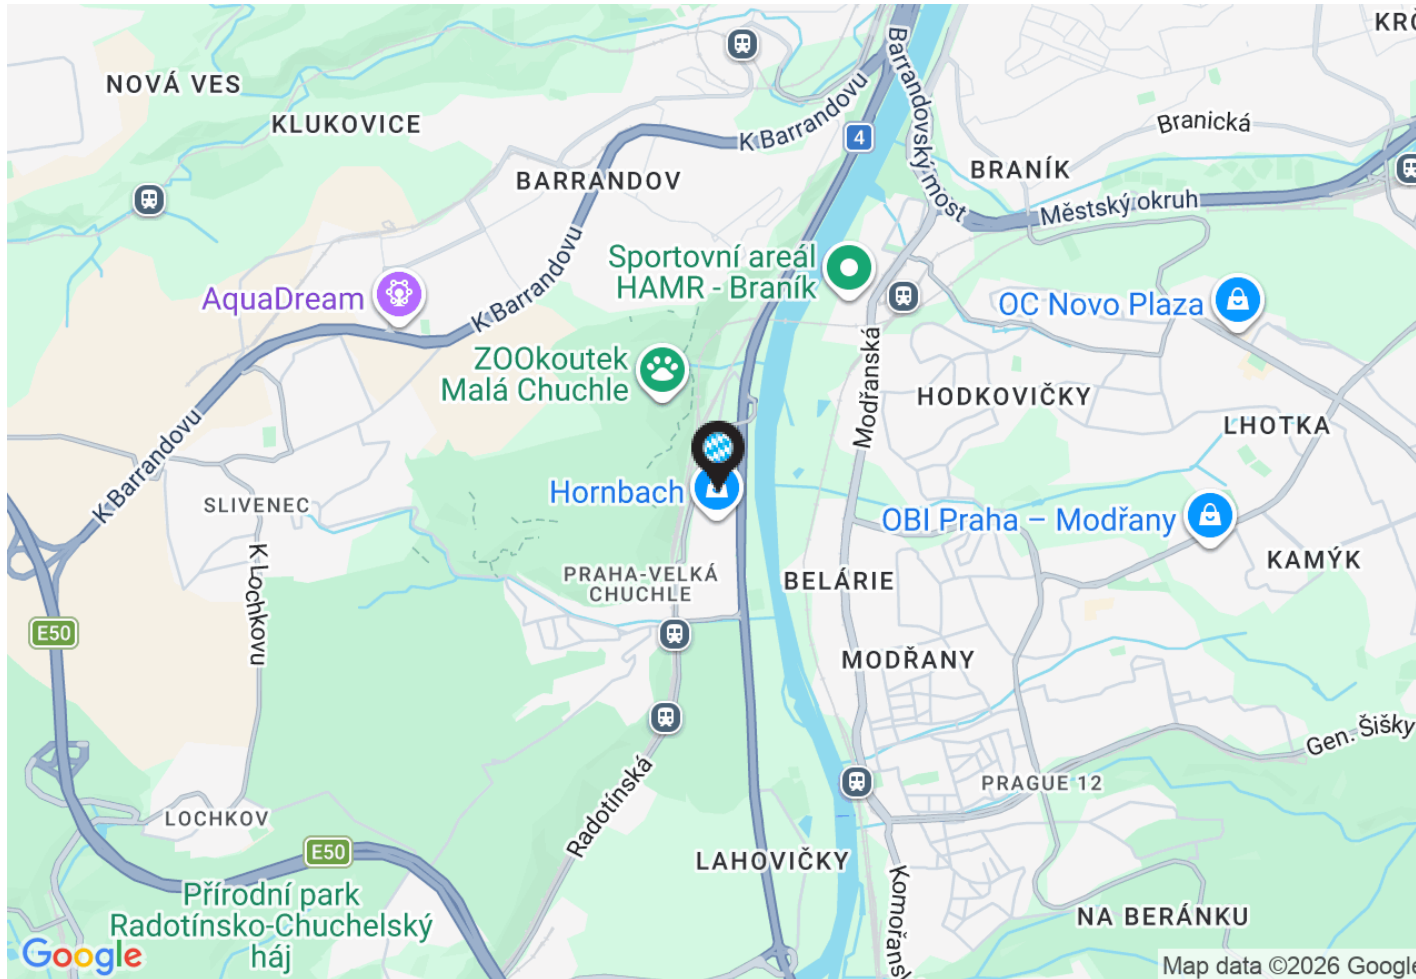 KRČ
NOVÁ VES
KLUKOVICE
K Barrandovu
Barrandovský most
4
Branická
BRANÍK
BARRANDOV
Městský okruh
Sportovní areál
HAMR - Braník
AquaDream
K Barrandovu
OC Novo Plaza
ZOOkoutek
Malá Chuchle
Modřanská
HODKOVIČKY
LHOTKA
K Barrandovu
Hornbach
SLIVENEC
OBI Praha – Modřany
KAMÝK
PRAHA-VELKÁ
CHUCHLE
BELÁRIE
K Lochkovu
E50
MODŘANY
Gen. Šišky
PRAGUE 12
Radotínská
LOCHKOV
E50
LAHOVIČKY
Přírodní park
Radotínsko-Chuchelský
háj
Komořansk
NA BERÁNKU
Google
Map data ©2026 Google